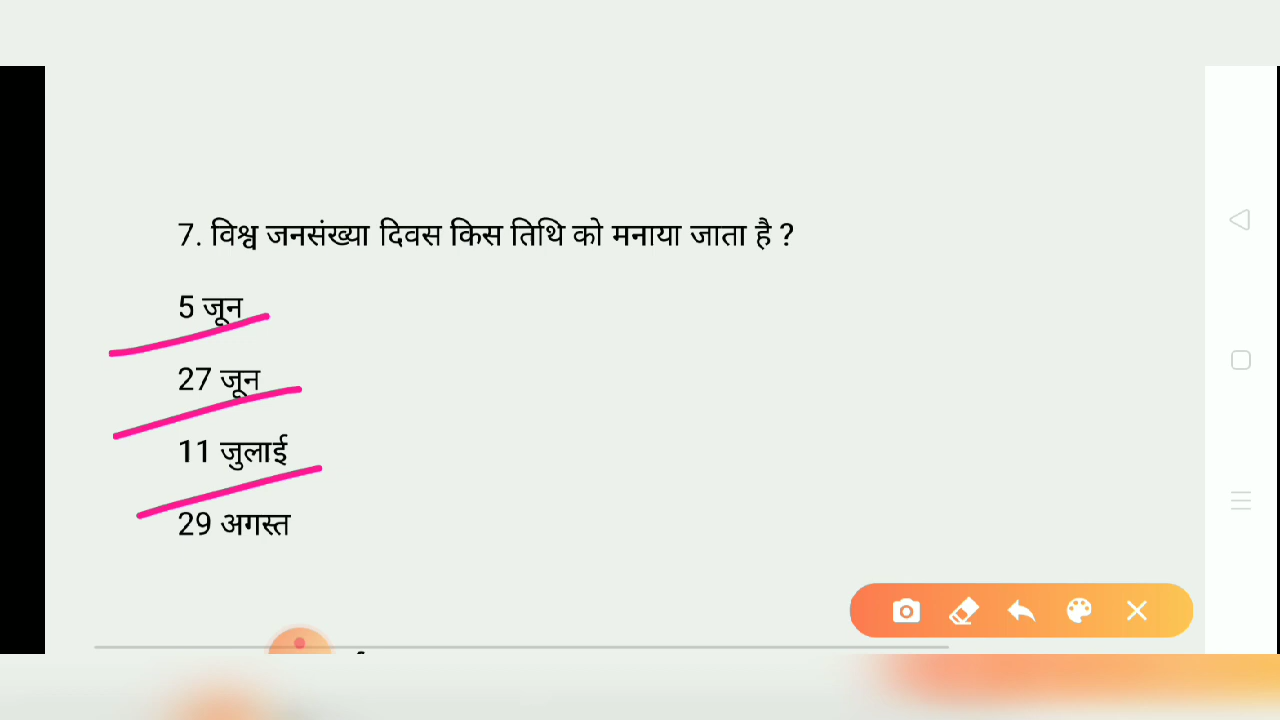 7. विश्व जनसंख्या दिवस किस तिथि को मनाया जाता है ?
5 जून
27 जून
11 जुलाई
29 अगस्त